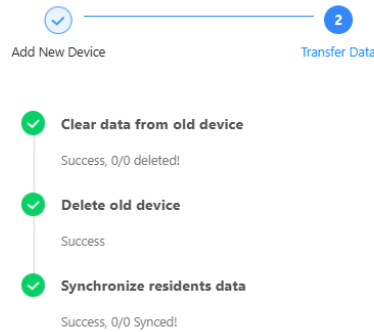 2
Add New Device
Transfer Data
Clear data from old device
Success, 0/0 deleted!
Delete old device
Success
Synchronize residents data
Success, 0/0 Synced!